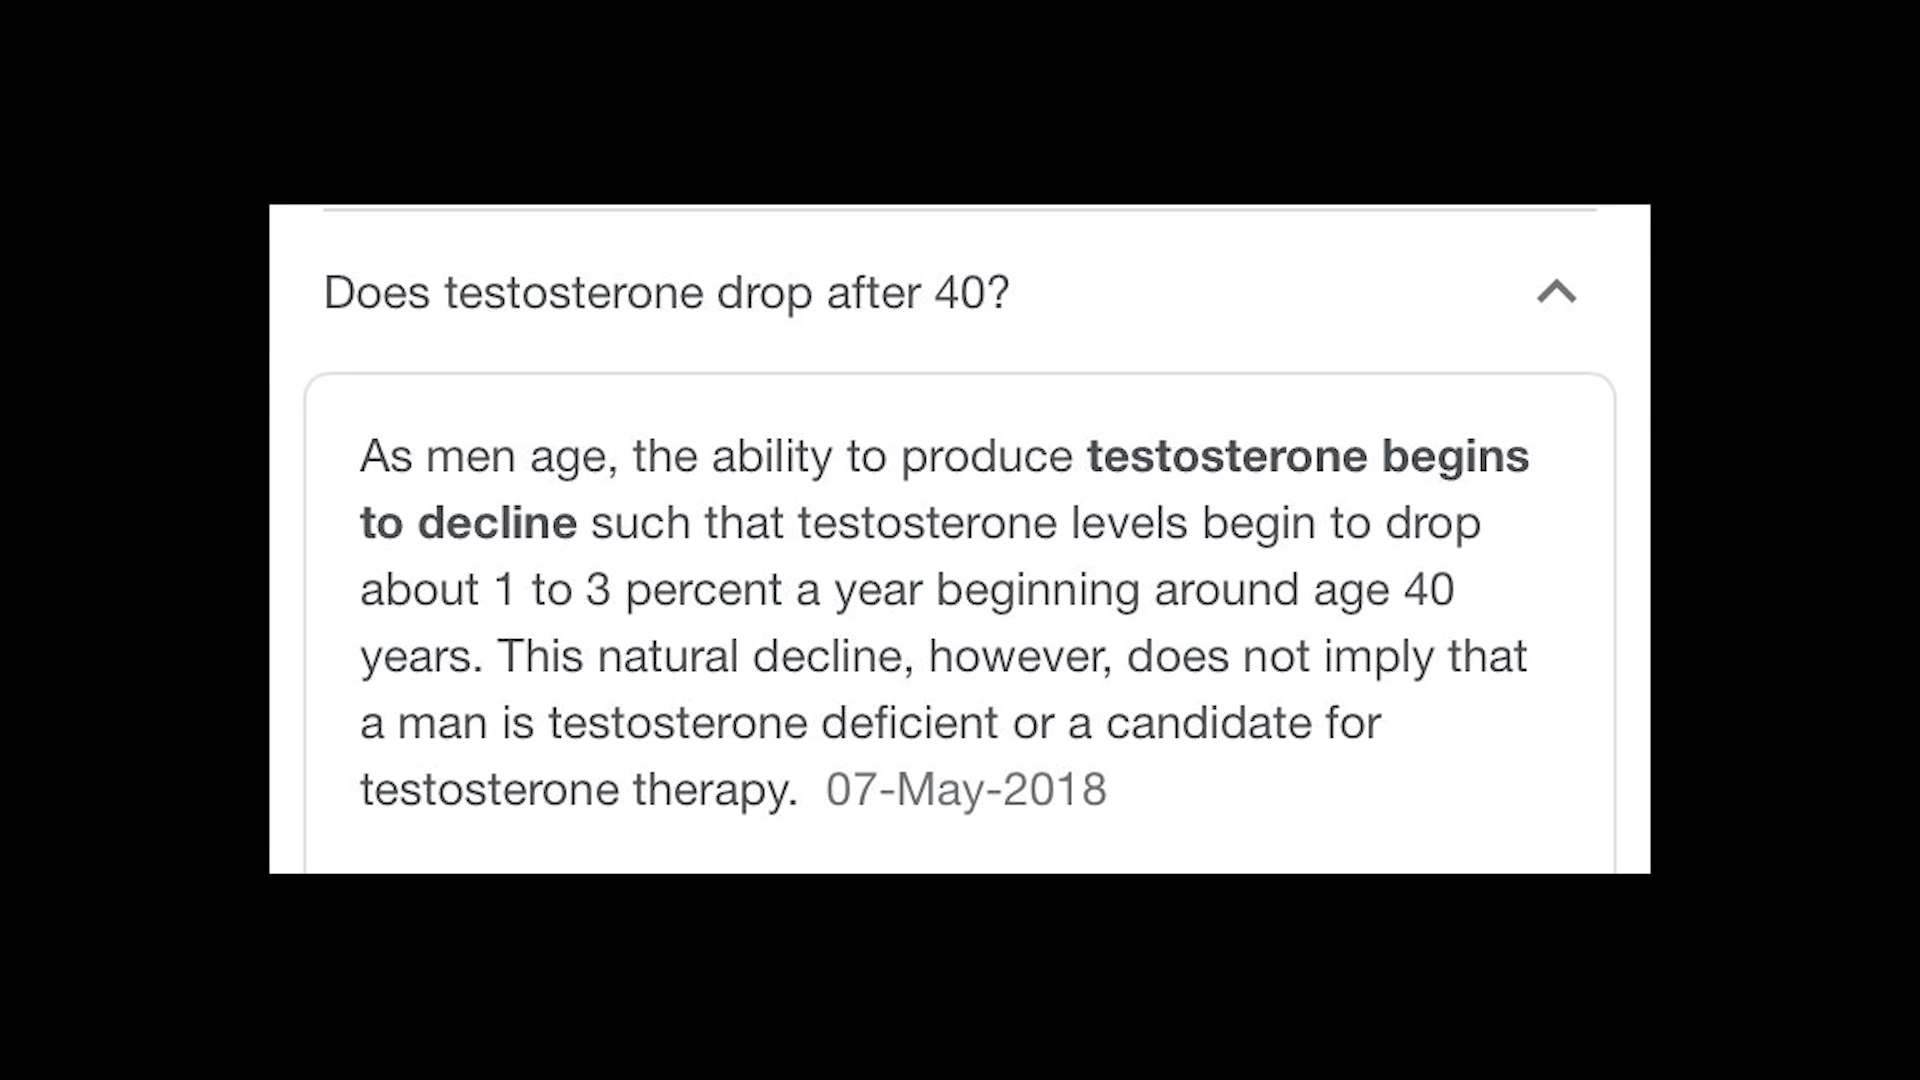 Does testosterone drop after 40?
As men age, the ability to produce testosterone begins
to decline such that testosterone levels begin to drop
about 1 to 3 percent a year beginning around age 40
years. This natural decline, however, does not imply that
a man is testosterone deficient or a candidate for
testosterone therapy. 07-May-2018